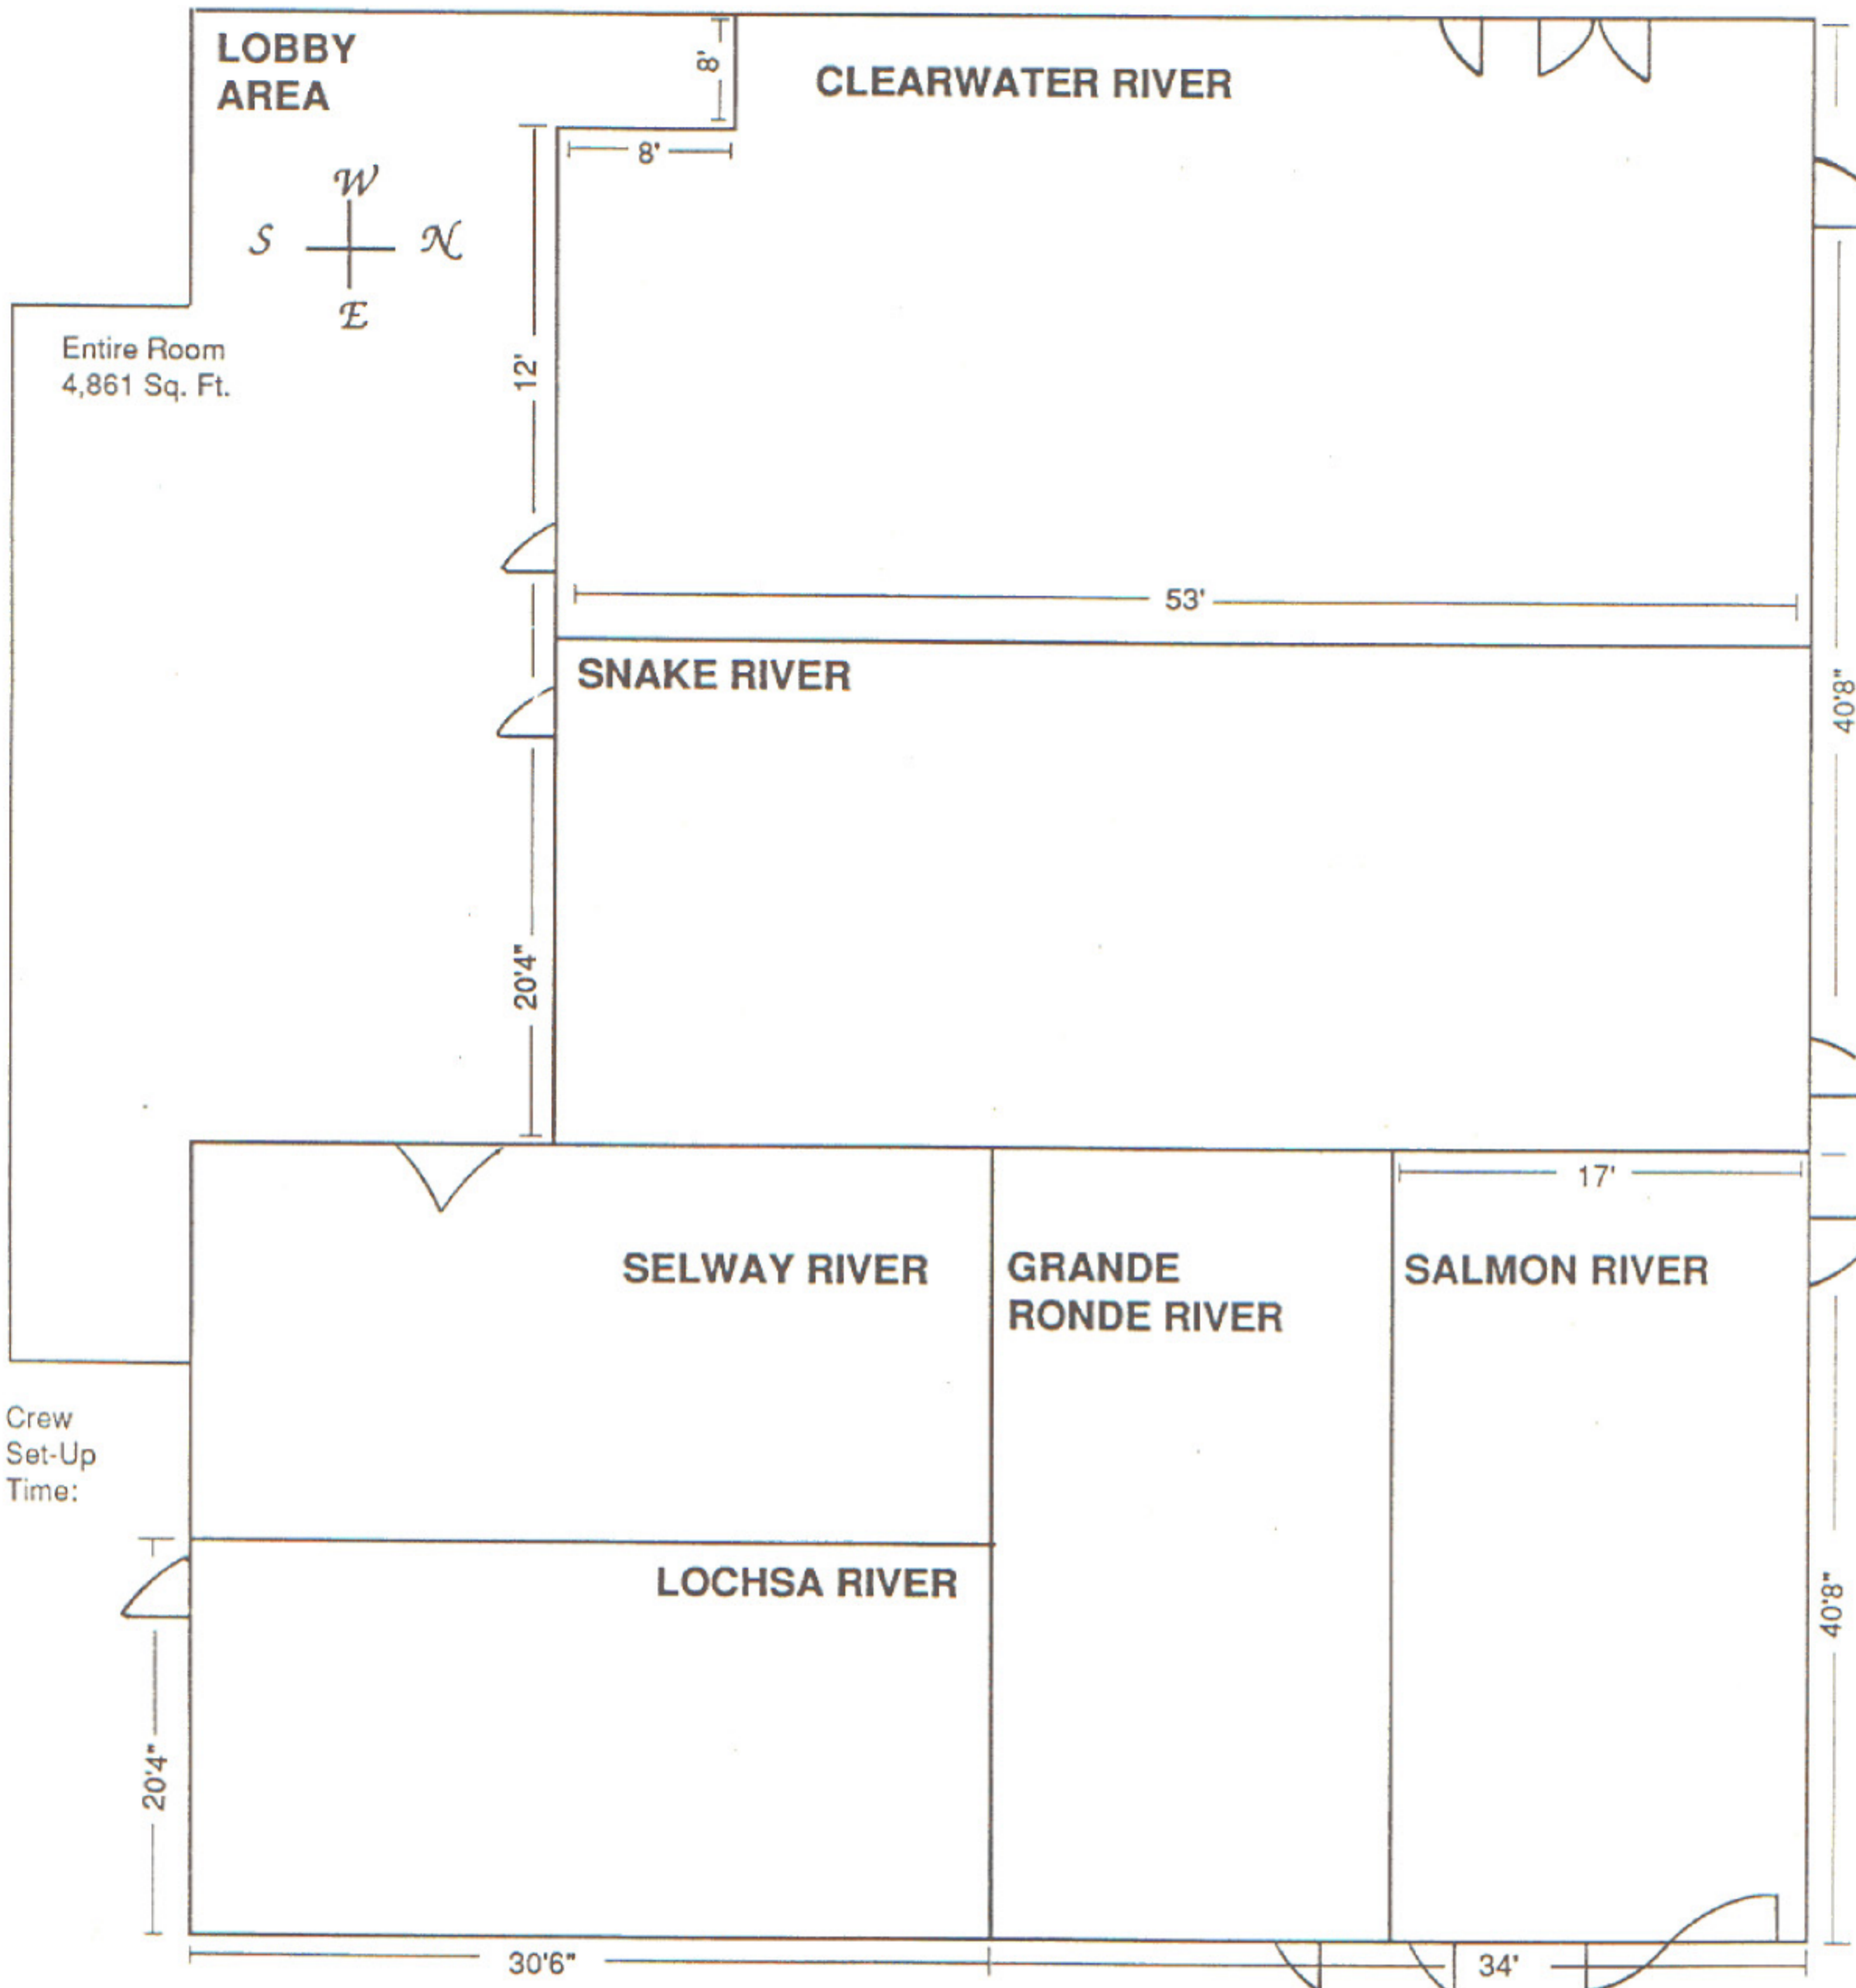 LOBBY
AREA
8'
CLEARWATER RIVER
8'
W
S N
E
Entire Room
4,861 Sq. Ft.
12'
53'
SNAKE RIVER
40'8"
20'4"
17'
SELWAY RIVER
GRANDE
RONDE RIVER
SALMON RIVER
Crew
Set-Up
Time:
LOCHSA RIVER
40'8"
20'4"
30'6"
34'